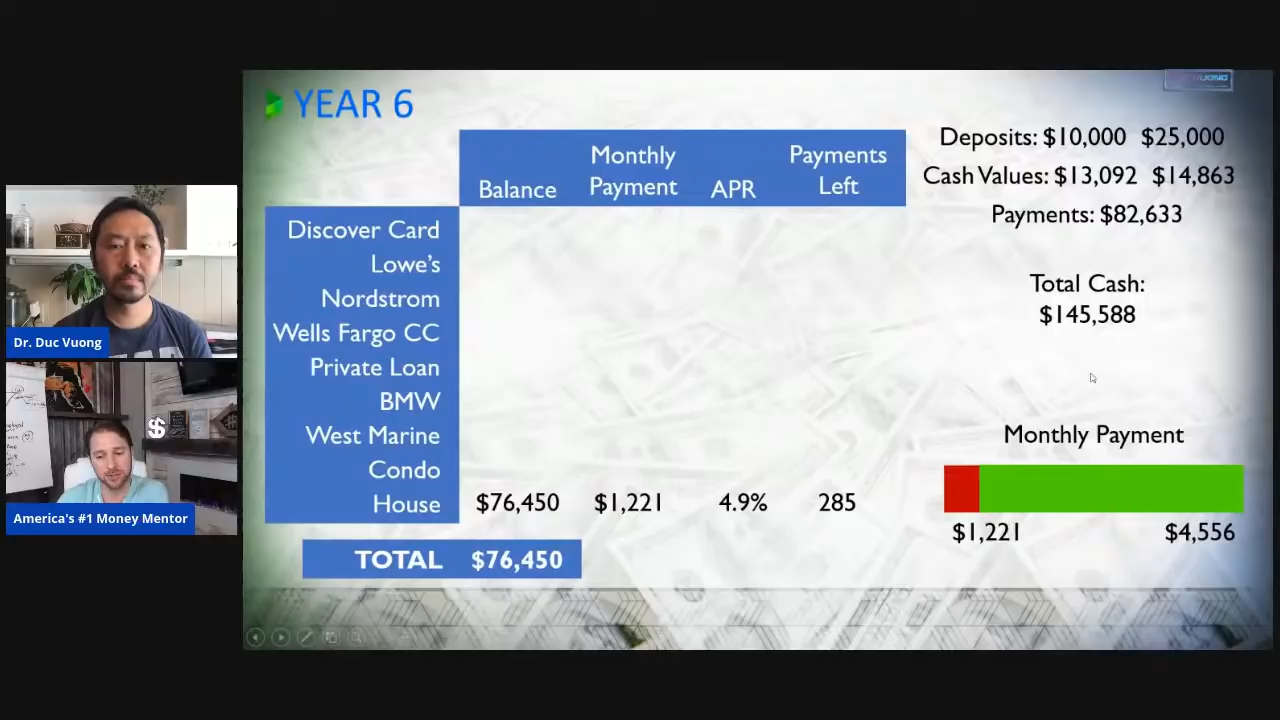 YEAR 6
Balance Monthly Payment APR Payments Left
Discover Card
Lowe's
Nordstrom
Wells Fargo CC
Private Loan
BMW
West Marine
Condo
House $76,450 $1,221 4.9% 285
TOTAL $76,450
Deposits: $10,000 $25,000
Cash Values: $13,092 $14,863
Payments: $82,633
Total Cash:
$145,588
Monthly Payment
$1,221 $4,556
Dr. Duc Vuong
$
America's #1 Money Mentor